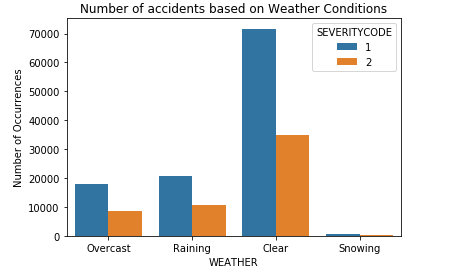 Number of accidents based on Weather Conditions
SEVERITYCODE
1
2
Number of Occurrences
70000
60000
50000
40000
30000
20000
10000
0
Overcast Raining Clear Snowing
WEATHER